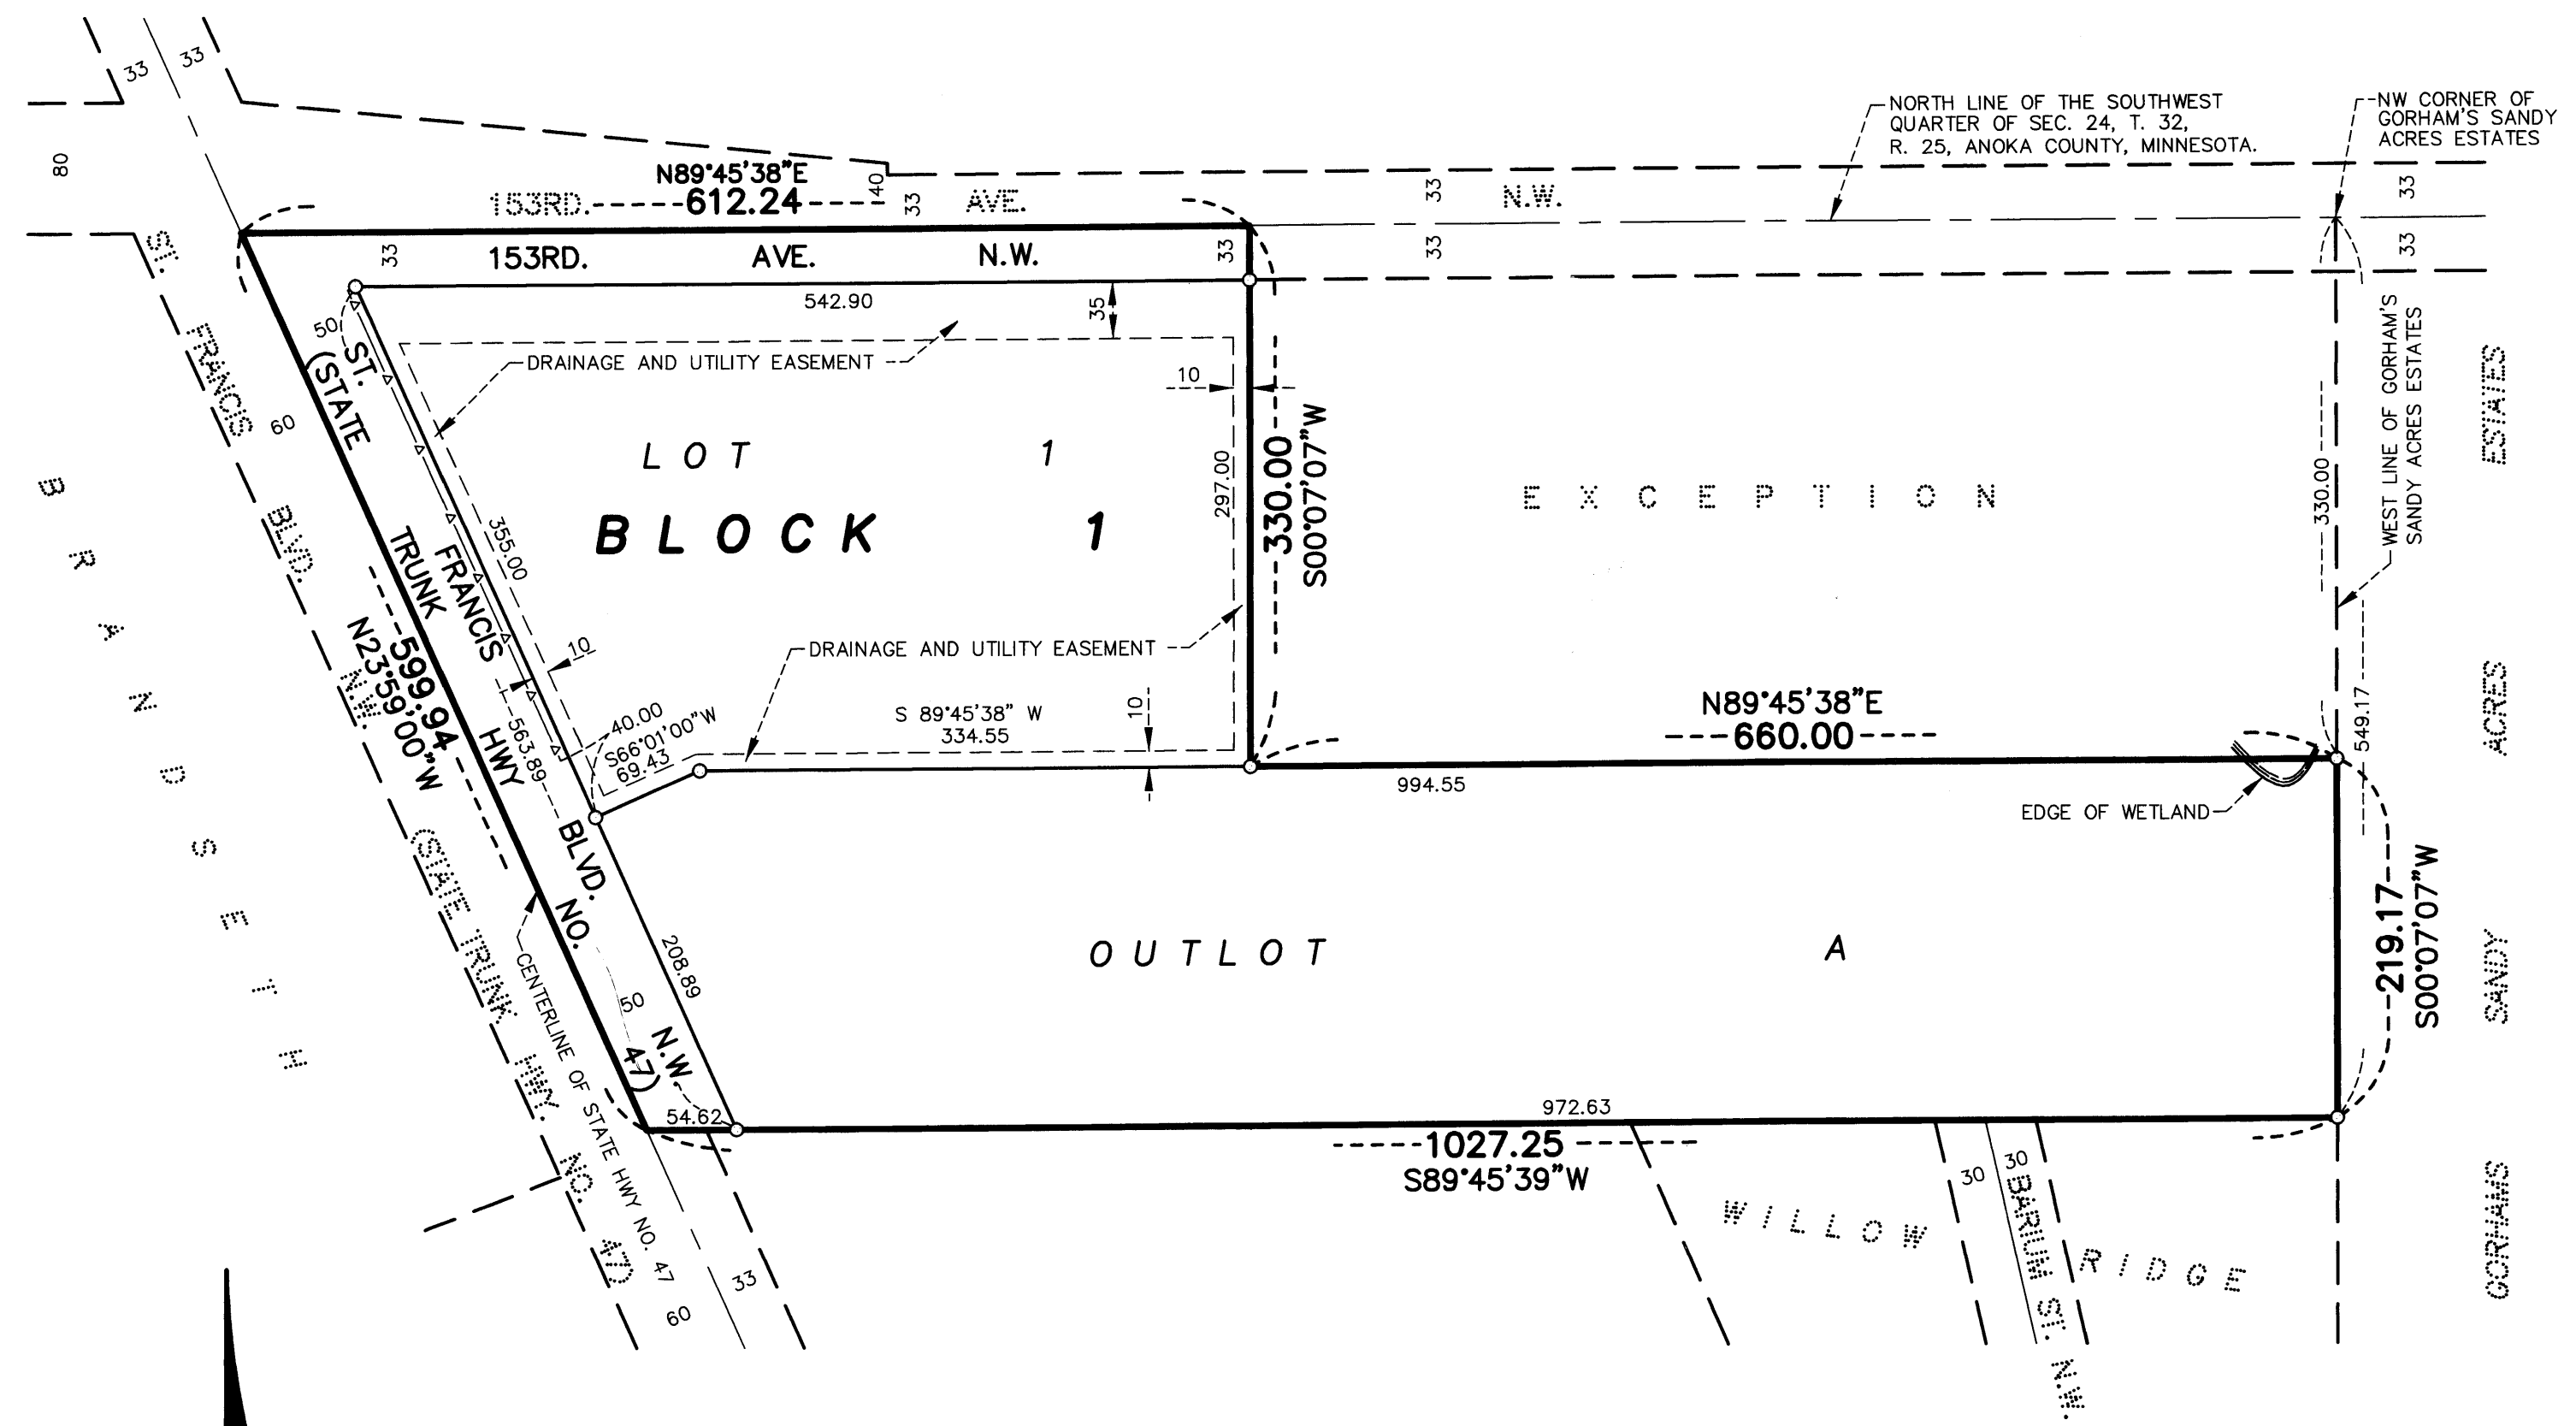 33
33
80
NORTH LINE OF THE SOUTHWEST
QUARTER OF SEC. 24, T. 32,
R. 25, ANOKA COUNTY, MINNESOTA.
NW CORNER OF
GORHAM'S SANDY
ACRES ESTATES
N89°45'38"E
153RD. 612.24 40 33 AVE. 33 N.W. 33
33 153RD. AVE. N.W. 33 33 33
542.90
35
50
DRAINAGE AND UTILITY EASEMENT
10
LOT 1
BLOCK 1
297.00
330.00
S00°07'07"W
EXCEPTION
330.00
WEST LINE OF GORHAM'S
SANDY ACRES ESTATES
549.17
ST. FRANCIS BLVD. N.W. (STATE TRUNK HWY. NO. 47)
60
BRANDSETH
ST. FRANCIS BLVD. N.W.
(STATE TRUNK HWY NO. 47)
355.00
10
599.94
N23°59'00"W
563.89
40.00
S66°01'00"W
69.43
DRAINAGE AND UTILITY EASEMENT
S 89°45'38" W
334.55
10
N89°45'38"E
660.00
994.55
EDGE OF WETLAND
219.17
S00°07'07"W
OUTLOT A
208.89
50
CENTERLINE OF STATE HWY NO. 47
54.62
972.63
1027.25
S89°45'39"W
33
60
WILLOW RIDGE
30
30
BARIUM ST. N.W.
GORHAMS SANDY ACRES ESTATES